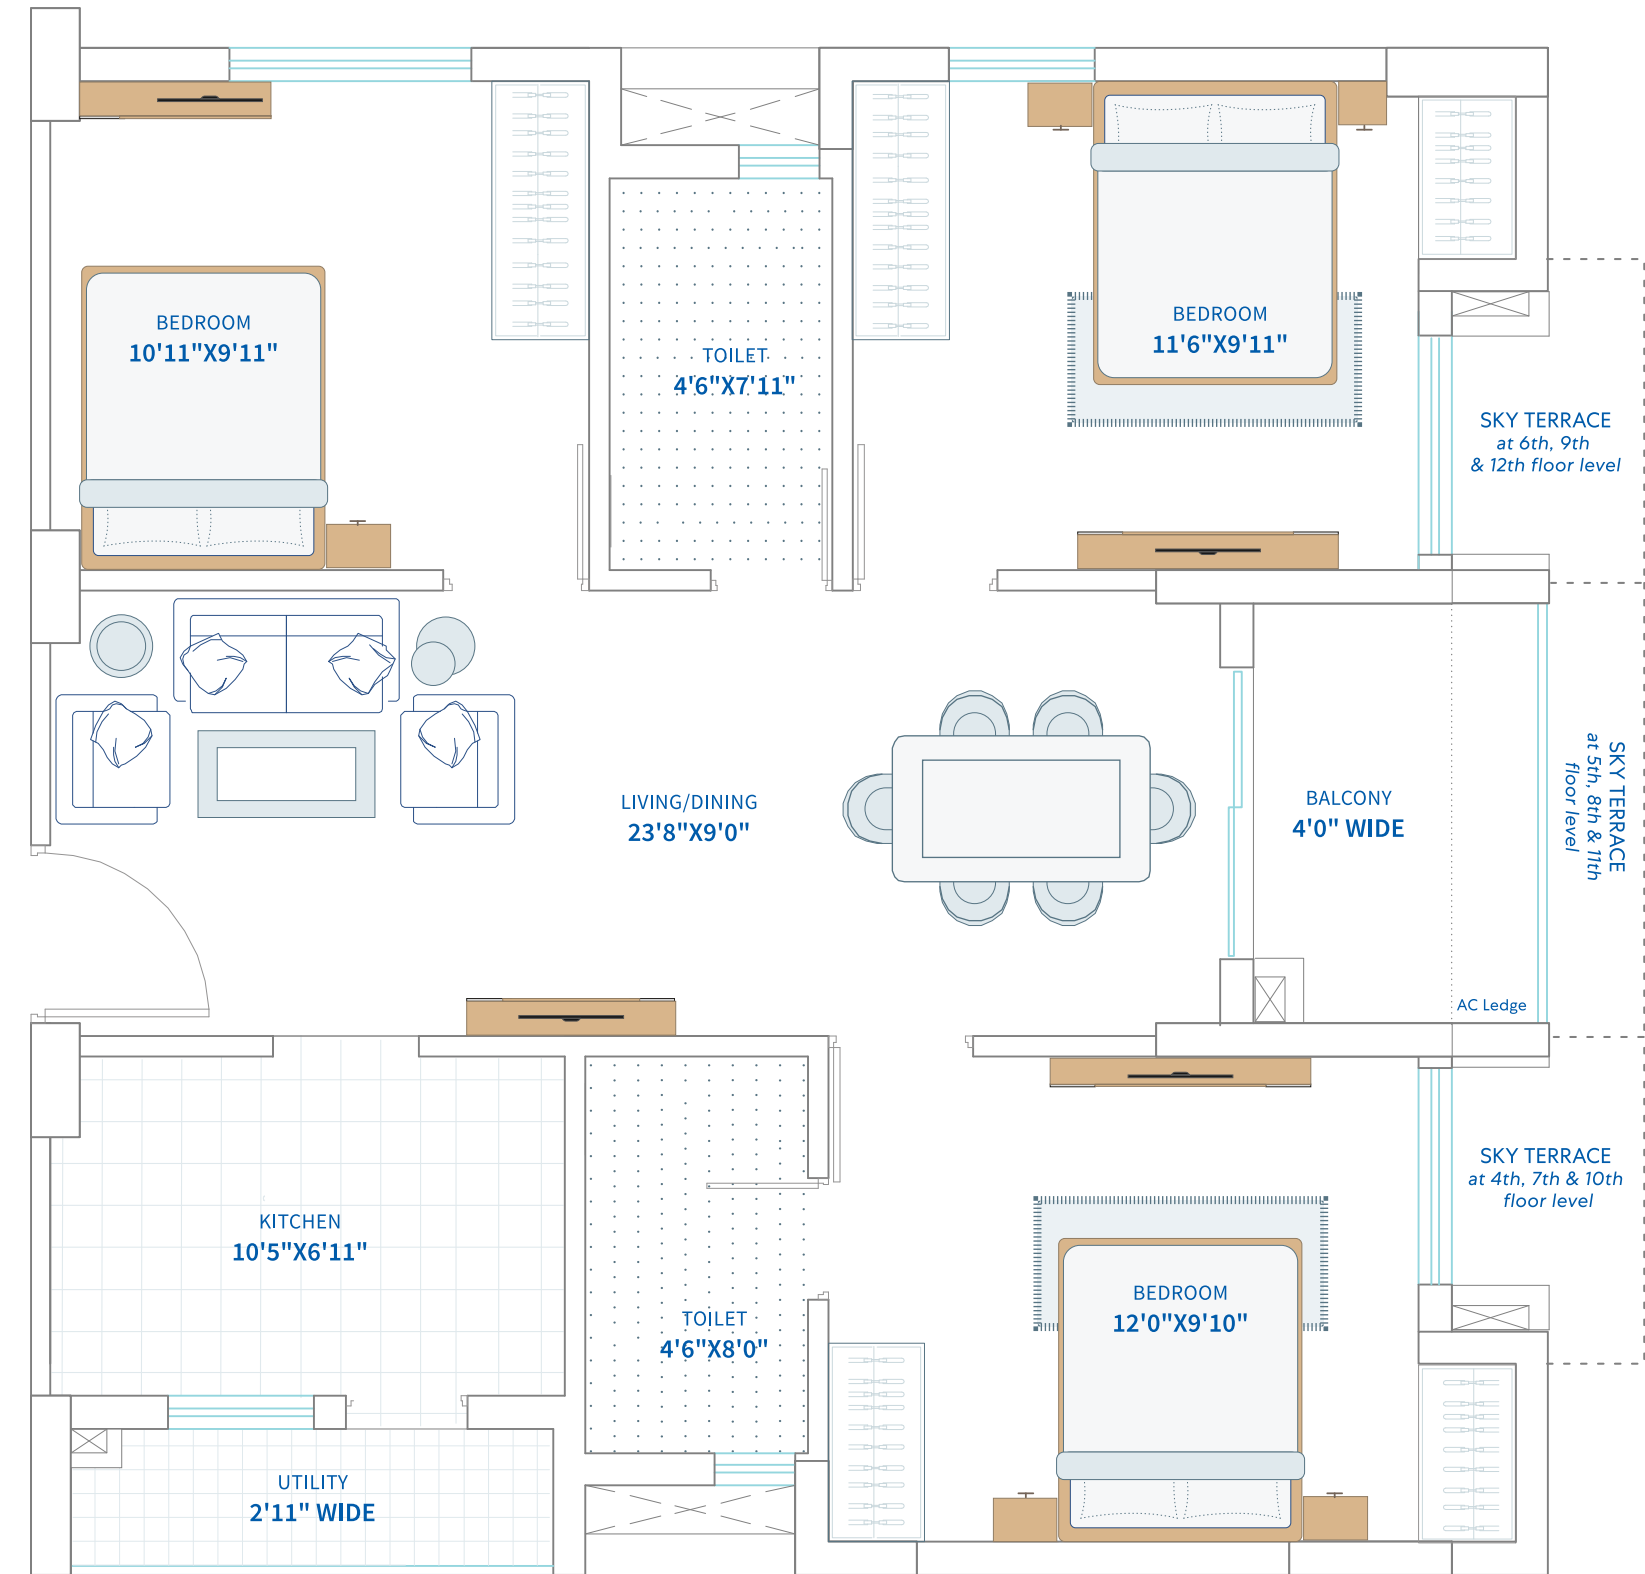 BEDROOM
10'11"X9'11"
TOILET
4'6"X7'11"
BEDROOM
11'6"X9'11"
SKY TERRACE
at 6th, 9th
& 12th floor level
LIVING/DINING
23'8"X9'0"
BALCONY
4'0" WIDE
SKY TERRACE
at 5th, 8th & 11th
floor level
AC Ledge
KITCHEN
10'5"X6'11"
TOILET
4'6"X8'0"
BEDROOM
12'0"X9'10"
SKY TERRACE
at 4th, 7th & 10th
floor level
UTILITY
2'11" WIDE